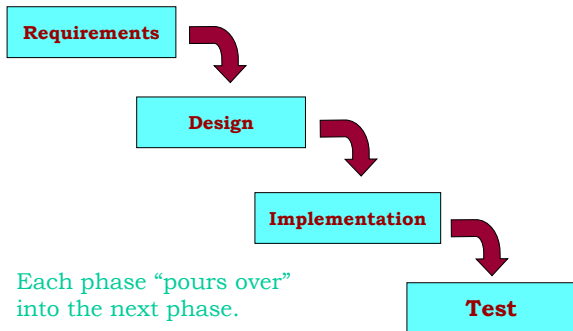 Requirements
Design
Implementation
Each phase “pours over”
into the next phase.
Test